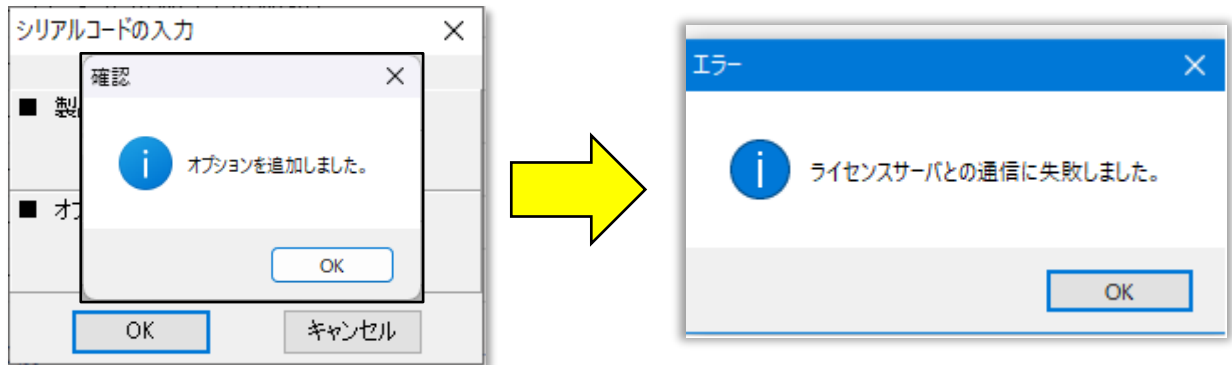 シリアルコードの入力
確認
■ 製
オプションを追加しました。
■ オ
OK
OK
キャンセル
エラー
ライセンスサーバとの通信に失敗しました。
OK